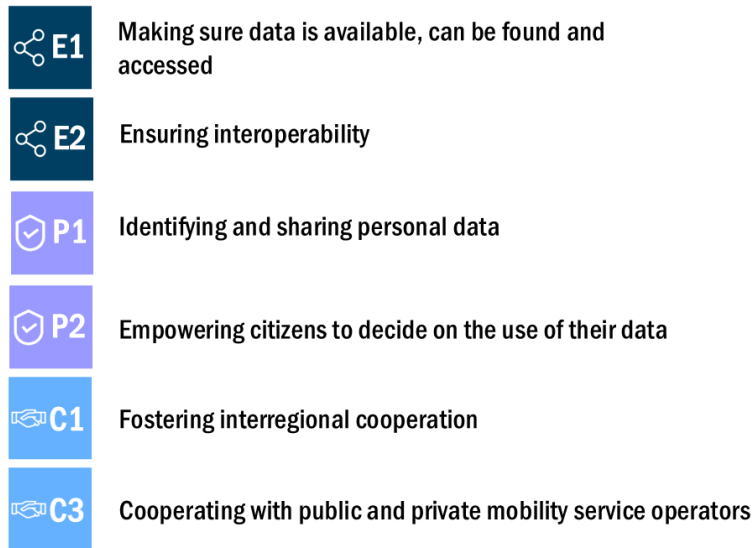 E1 Making sure data is available, can be found and
accessed
E2 Ensuring interoperability
P1 Identifying and sharing personal data
P2 Empowering citizens to decide on the use of their data
C1 Fostering interregional cooperation
C3 Cooperating with public and private mobility service operators